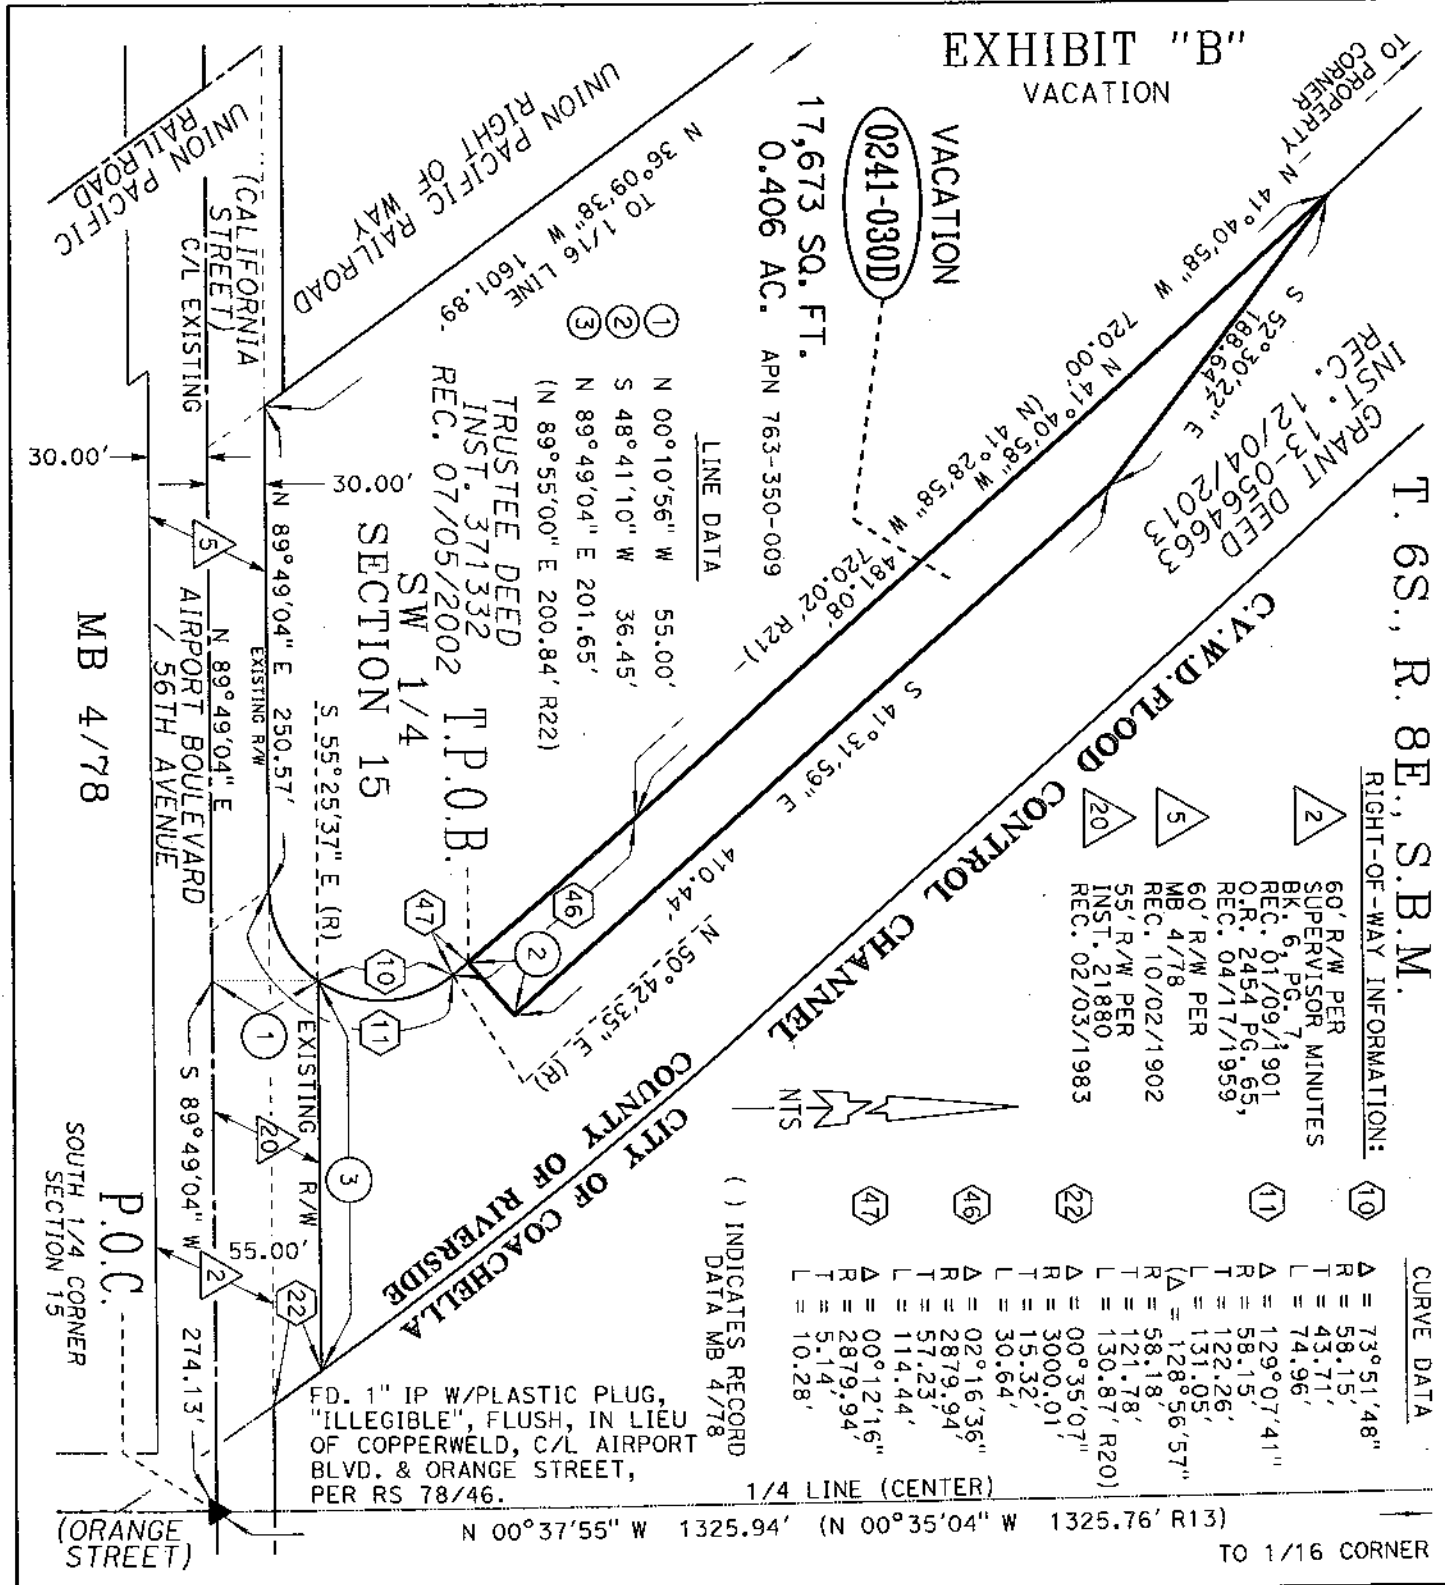 EXHIBIT "B"
VACATION
T. 6S., R. 8E., S.B.M.
TO PROPERTY
CORNER
N 41°40'58" W
720.00'
VACATION
0241-030D
17,673 SQ. FT.
0.406 AC.
APN 763-350-009
UNION PACIFIC
RAILROAD
UNION PACIFIC RAILROAD
RIGHT OF WAY
N 36°09'38" W 1601.89'
TO 1/16 LINE
(CALIFORNIA
STREET)
C/L EXISTING
LINE DATA
1 N 00°10'56" W 55.00'
2 S 48°41'10" W 36.45'
3 N 89°49'04" E 201.65'
(N 89°55'00" E 200.84' R22)
TRUSTEE DEED
INST. 371332
REC. 07/05/2002
SW 1/4
SECTION 15
T.P.O.B.
N 41°40'58" W 481.08'
(N 41°28'58" W 720.02' R21)
S 52°30'22" E
188.64'
GRANT DEED
INST. 13-0564663
REC. 12/04/2013
S 41°31'59" E 410.44'
C.V.W.D. FLOOD CONTROL CHANNEL
N 50°42'35" E (R)
CITY OF COACHELLA
COUNTY OF RIVERSIDE
RIGHT-OF-WAY INFORMATION:
2 60' R/W PER
SUPERVISOR MINUTES
BK. 6, PG. 7,
REC. 01/09/1901
O.R. 2454 PG. 65,
REC. 04/17/1959
5 60' R/W PER
MB 4/78
REC. 10/02/1902
20 55' R/W PER
INST. 21880
REC. 02/03/1983
NTS
CURVE DATA
10 Δ = 73°51'48"
R = 58.15'
T = 43.71'
L = 74.96'
11 Δ = 129°07'41"
R = 58.15'
T = 122.26'
L = 131.05'
(Δ = 128°56'57"
R = 58.18'
T = 121.78'
L = 130.87' R20)
22 Δ = 00°35'07"
R = 3000.01'
T = 15.32'
L = 30.64'
46 Δ = 02°16'36"
R = 2879.94'
T = 57.23'
L = 114.44'
47 Δ = 00°12'16"
R = 2879.94'
T = 5.14'
L = 10.28'
( ) INDICATES RECORD
DATA MB 4/78
30.00'
30.00'
5
N 89°49'04" E 250.57'
EXISTING R/W
N 89°49'04" E
AIRPORT BOULEVARD
/ 56TH AVENUE
MB 4/78
S 55°25'37" E (R)
47
46
2
10
11
1
3
EXISTING R/W
20
S 89°49'04" W 274.13'
55.00'
2
22
P.O.C.
SOUTH 1/4 CORNER
SECTION 15
FD. 1" IP W/PLASTIC PLUG,
"ILLEGIBLE", FLUSH, IN LIEU
OF COPPERWELD, C/L AIRPORT
BLVD. & ORANGE STREET,
PER RS 78/46.
1/4 LINE (CENTER)
N 00°37'55" W 1325.94' (N 00°35'04" W 1325.76' R13)
TO 1/16 CORNER
(ORANGE
STREET)